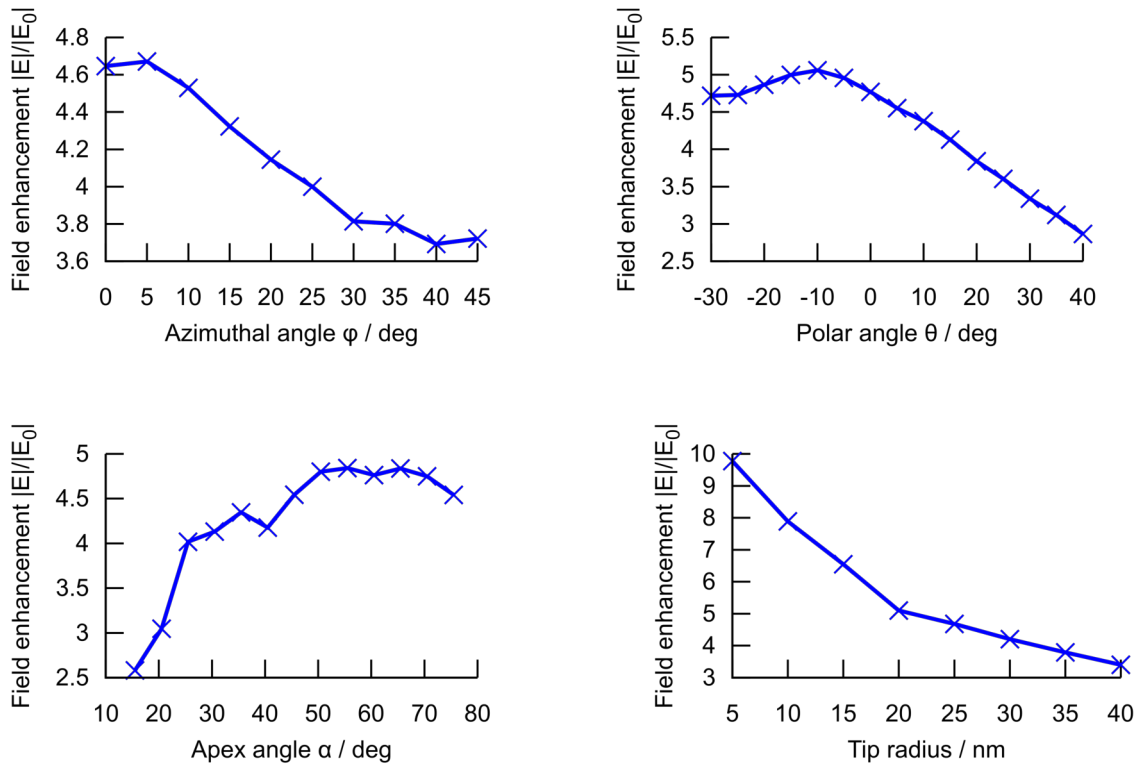 Field enhancement |E|/|E₀|
4.8
4.6
4.4
4.2
4
3.8
3.6
0 5 10 15 20 25 30 35 40 45
Azimuthal angle φ / deg
Field enhancement |E|/|E₀|
5.5
5
4.5
4
3.5
3
2.5
-30 -20 -10 0 10 20 30 40
Polar angle θ / deg
Field enhancement |E|/|E₀|
5
4.5
4
3.5
3
2.5
10 20 30 40 50 60 70 80
Apex angle α / deg
Field enhancement |E|/|E₀|
10
9
8
7
6
5
4
3
5 10 15 20 25 30 35 40
Tip radius / nm